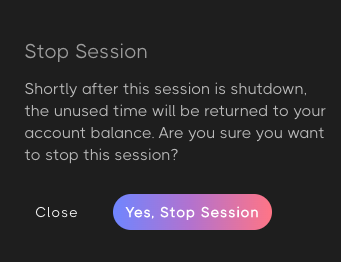 Stop Session
Shortly after this session is shutdown,
the unused time will be returned to your
account balance. Are you sure you want
to stop this session?
Close
Yes, Stop Session